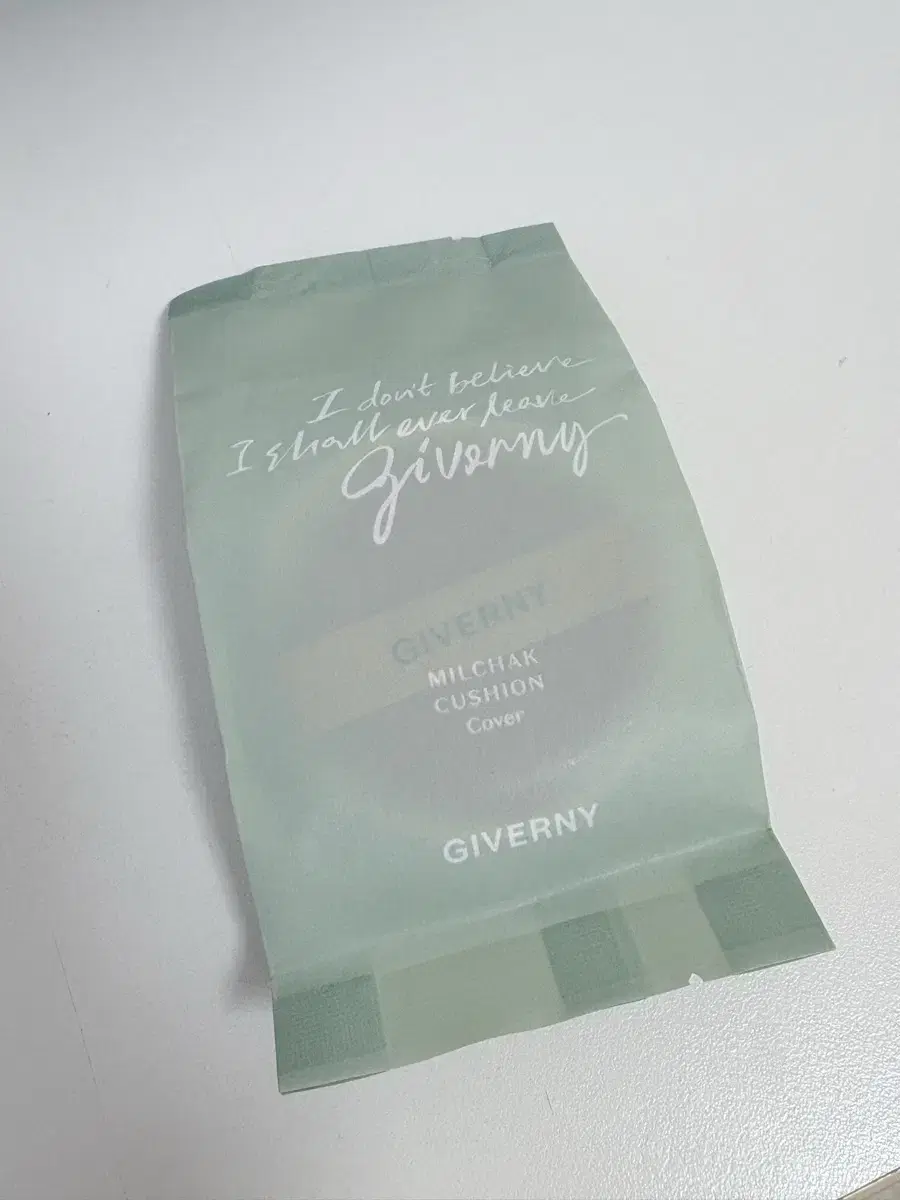 I don't believe
I shall ever leave
Giverny
GIVERNY
MILCHAK
CUSHION
Cover
GIVERNY